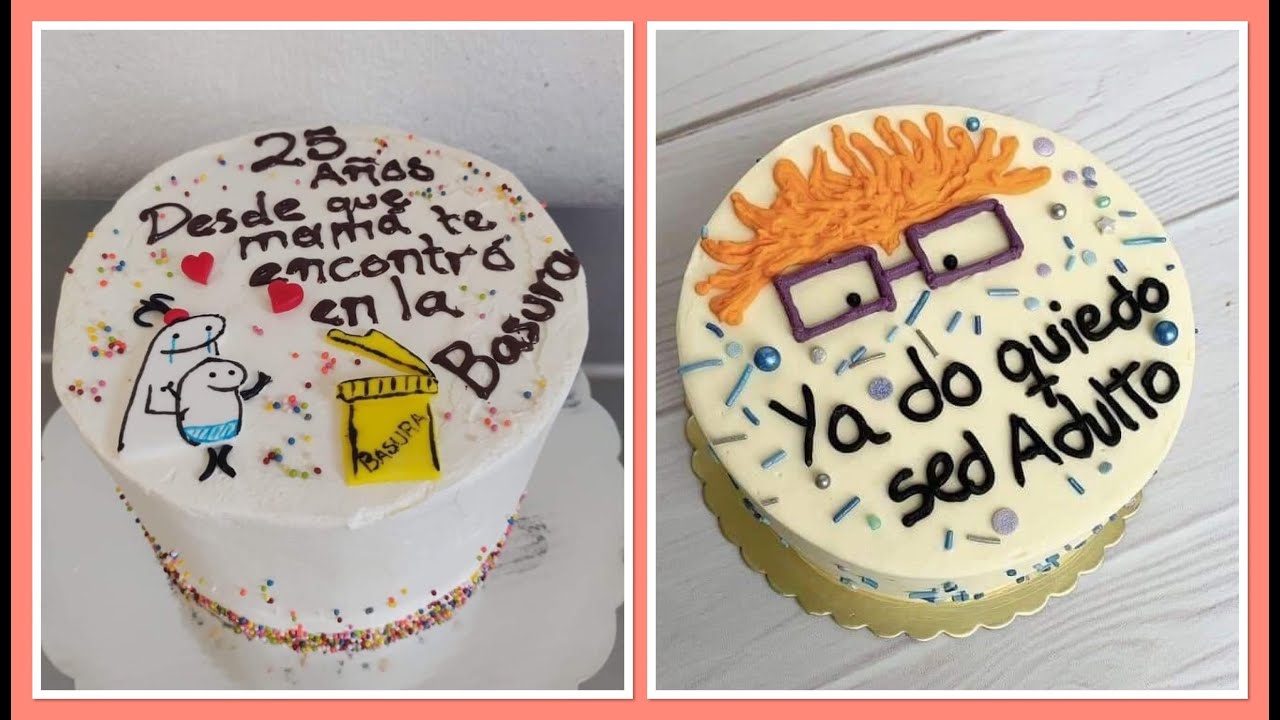 25
Años
Desde que
mamá te
encontró
en la
Basura
BASURA
Ya do quiedo
sed Adulto